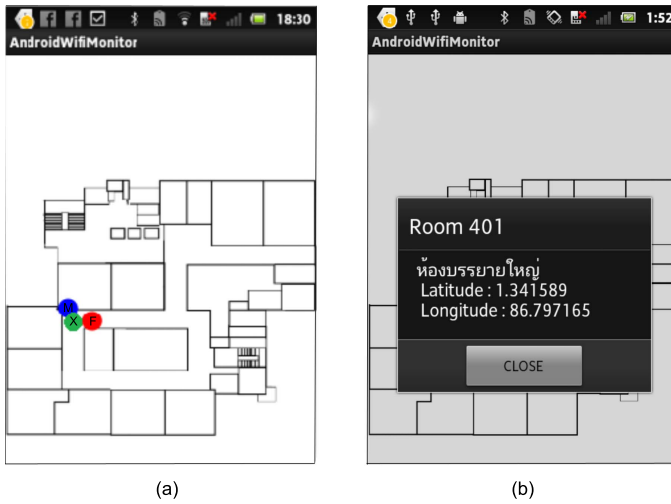 18:30
AndroidWifiMonitor
M
X
F
(a)
1:52
AndroidWifiMonitor
Room 401
ห้องบรรยายใหญ่
Latitude : 1.341589
Longitude : 86.797165
CLOSE
(b)